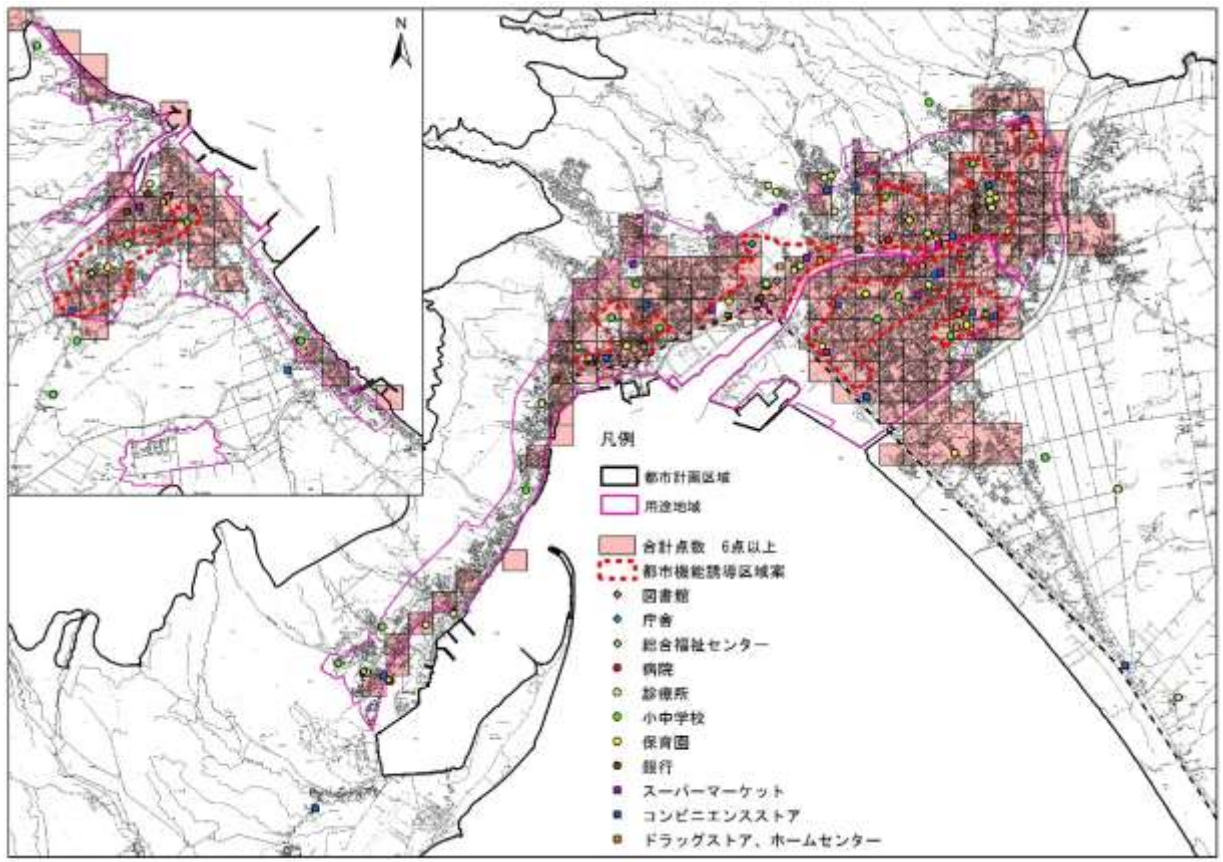 N
凡例
都市計画区域
用途地域
合計点数　6点以上
都市機能誘導区域案
図書館
庁舎
総合福祉センター
病院
診療所
小中学校
保育園
銀行
スーパーマーケット
コンビニエンスストア
ドラッグストア、ホームセンター